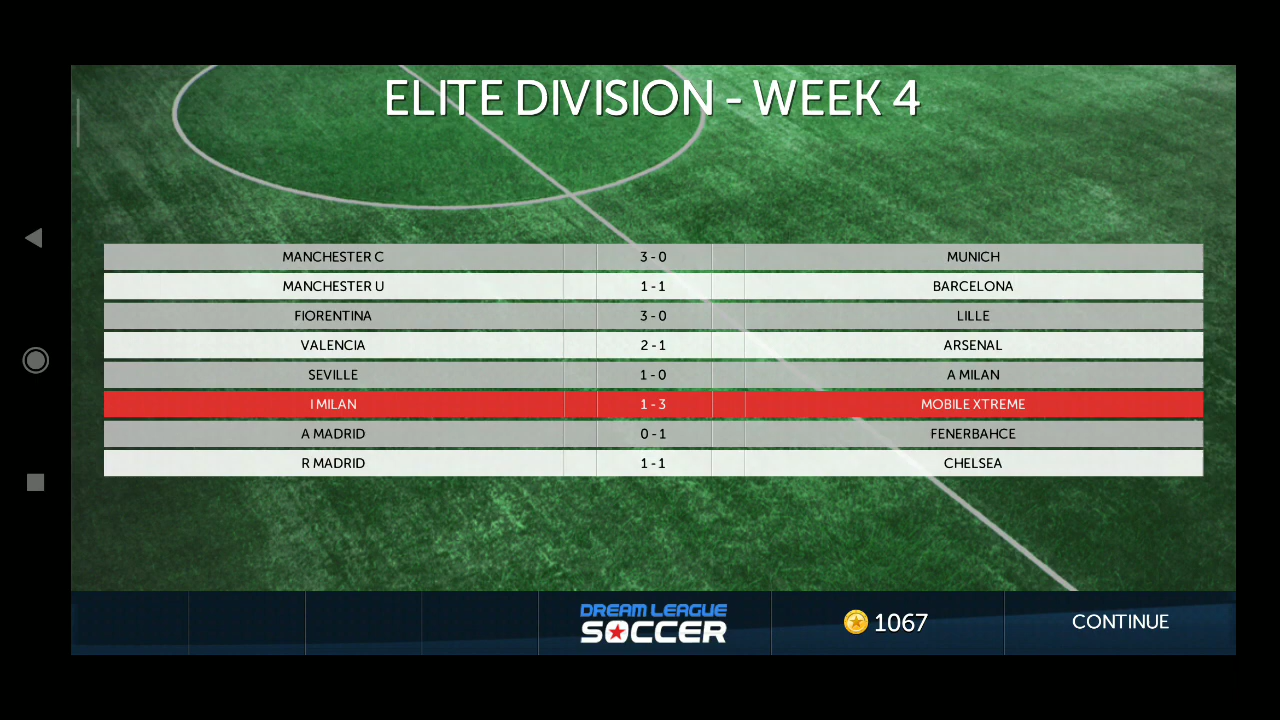 ELITE DIVISION - WEEK 4
MANCHESTER C 3 - 0 MUNICH
MANCHESTER U 1 - 1 BARCELONA
FIORENTINA 3 - 0 LILLE
VALENCIA 2 - 1 ARSENAL
SEVILLE 1 - 0 A MILAN
I MILAN 1 - 3 MOBILE XTREME
A MADRID 0 - 1 FENERBAHCE
R MADRID 1 - 1 CHELSEA
DREAM LEAGUE
SOCCER
1067
CONTINUE